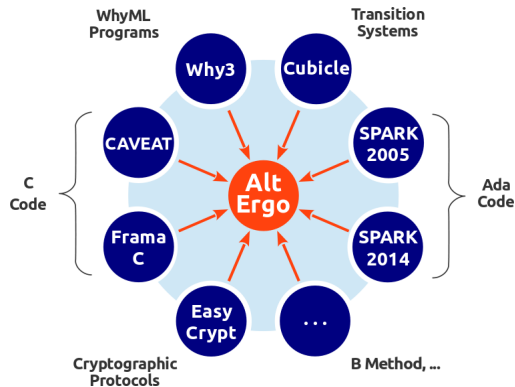 WhyML
Programs
Transition
Systems
Why3
Cubicle
CAVEAT
SPARK
2005
C
Code
Alt
Ergo
Ada
Code
Frama
C
SPARK
2014
Easy
Crypt
...
Cryptographic
Protocols
B Method, ...